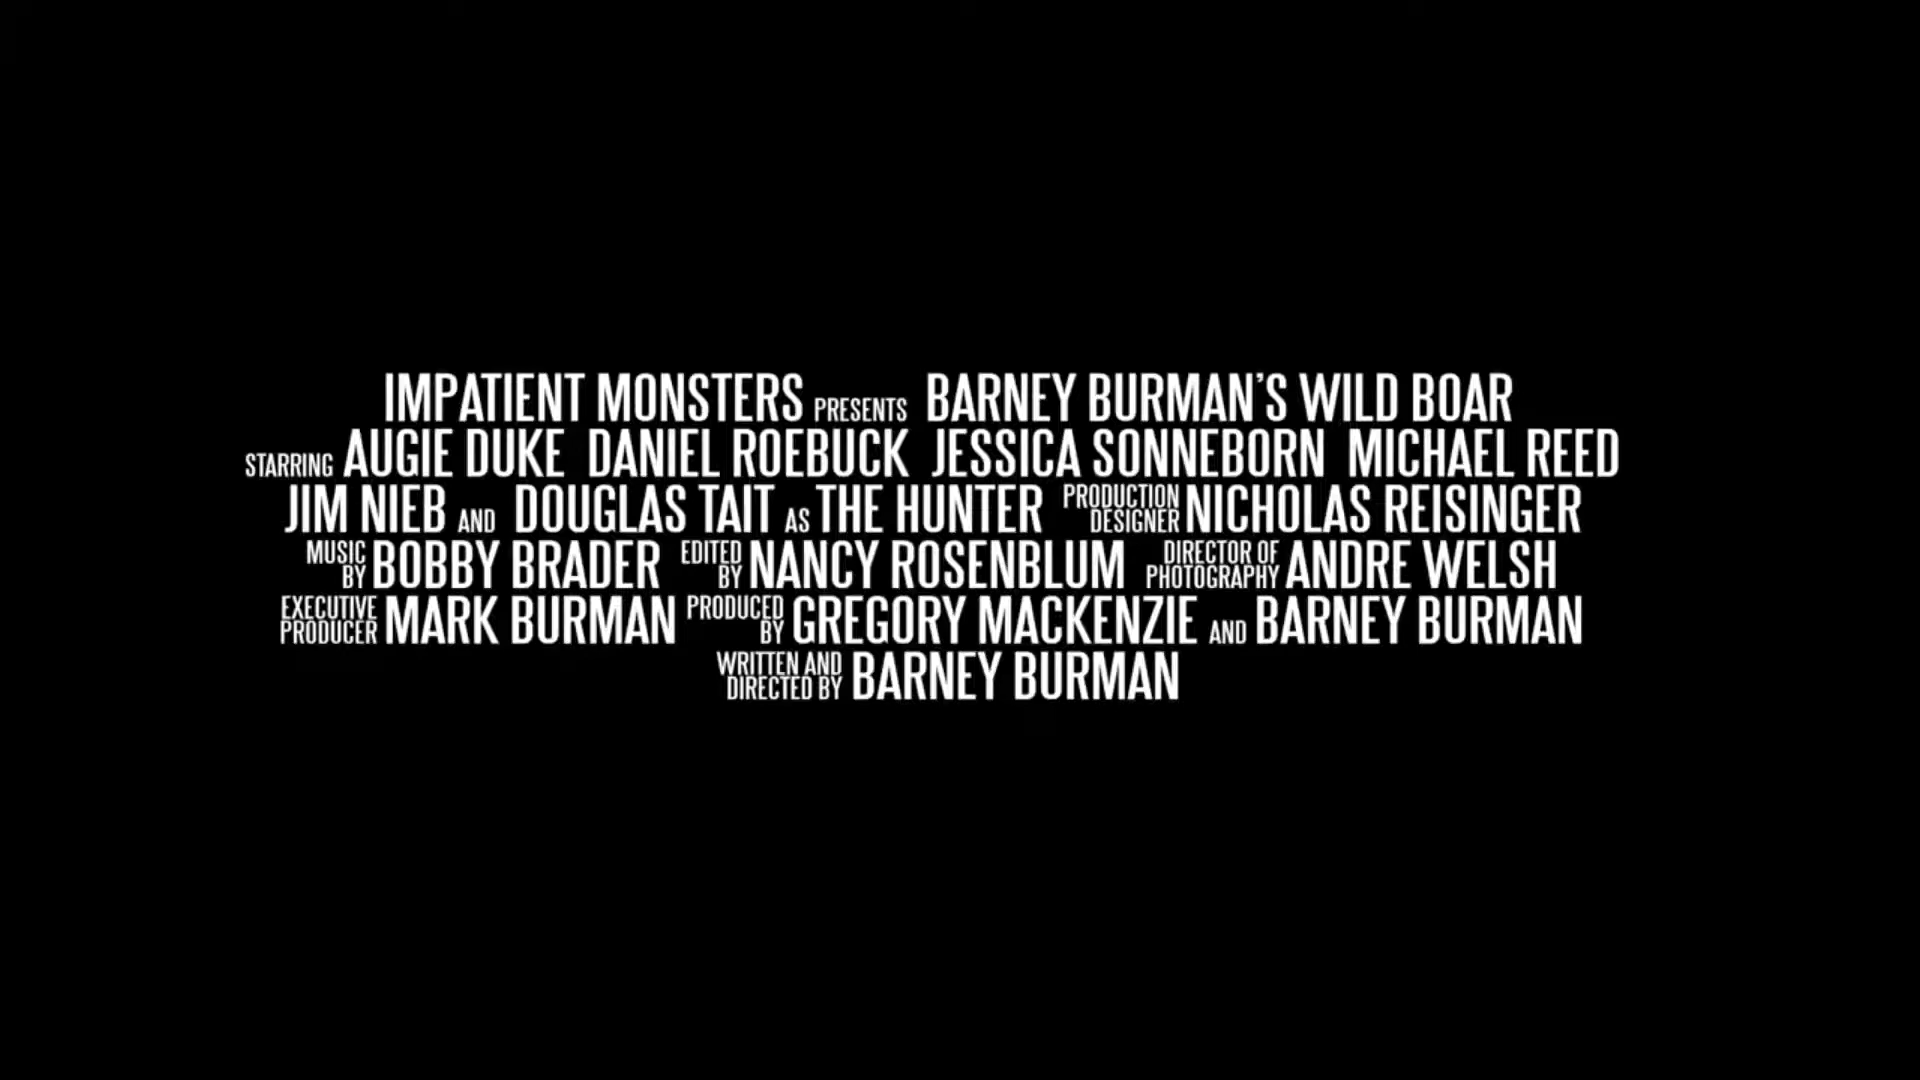 IMPATIENT MONSTERS PRESENTS BARNEY BURMAN'S WILD BOAR
STARRING AUGIE DUKE DANIEL ROEBUCK JESSICA SONNEBORN MICHAEL REED
JIM NIEB AND DOUGLAS TAIT AS THE HUNTER PRODUCTION DESIGNER NICHOLAS REISINGER
MUSIC BY BOBBY BRADER EDITED BY NANCY ROSENBLUM DIRECTOR OF PHOTOGRAPHY ANDRE WELSH
EXECUTIVE PRODUCER MARK BURMAN PRODUCED BY GREGORY MACKENZIE AND BARNEY BURMAN
WRITTEN AND DIRECTED BY BARNEY BURMAN